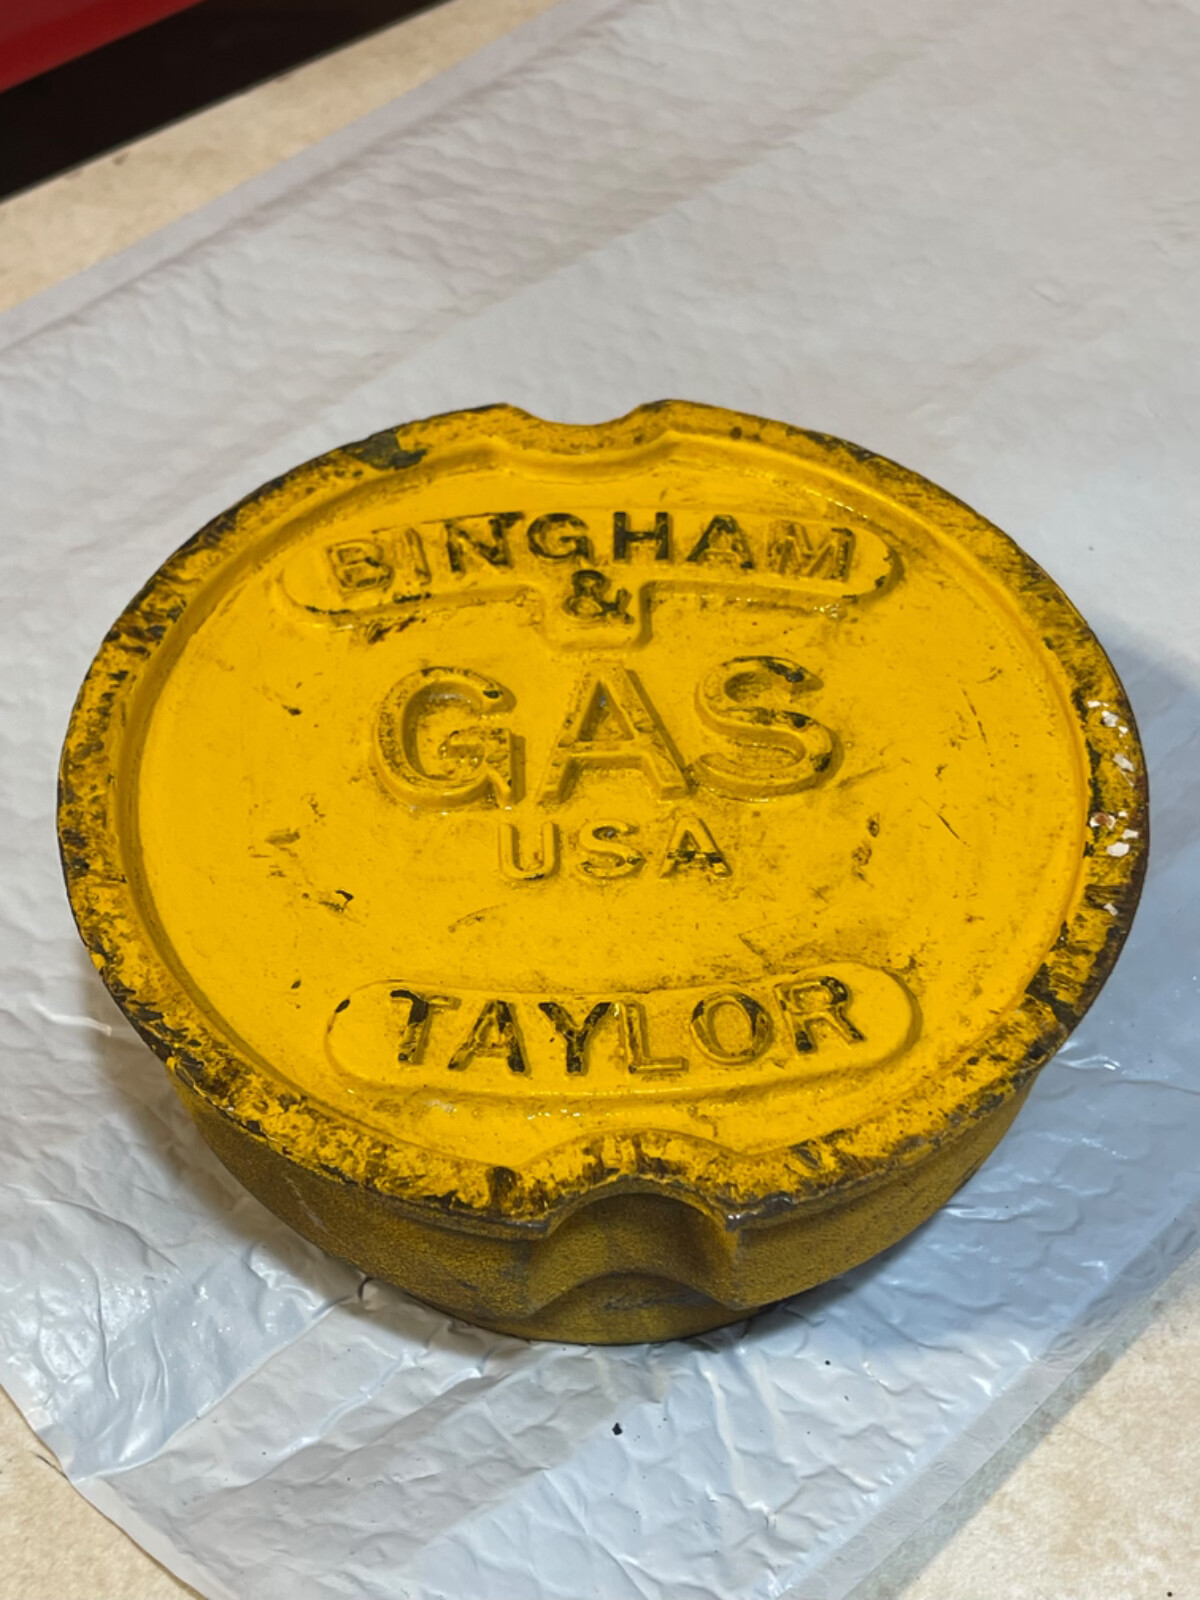 BINGHAM
&
GAS
USA
TAYLOR